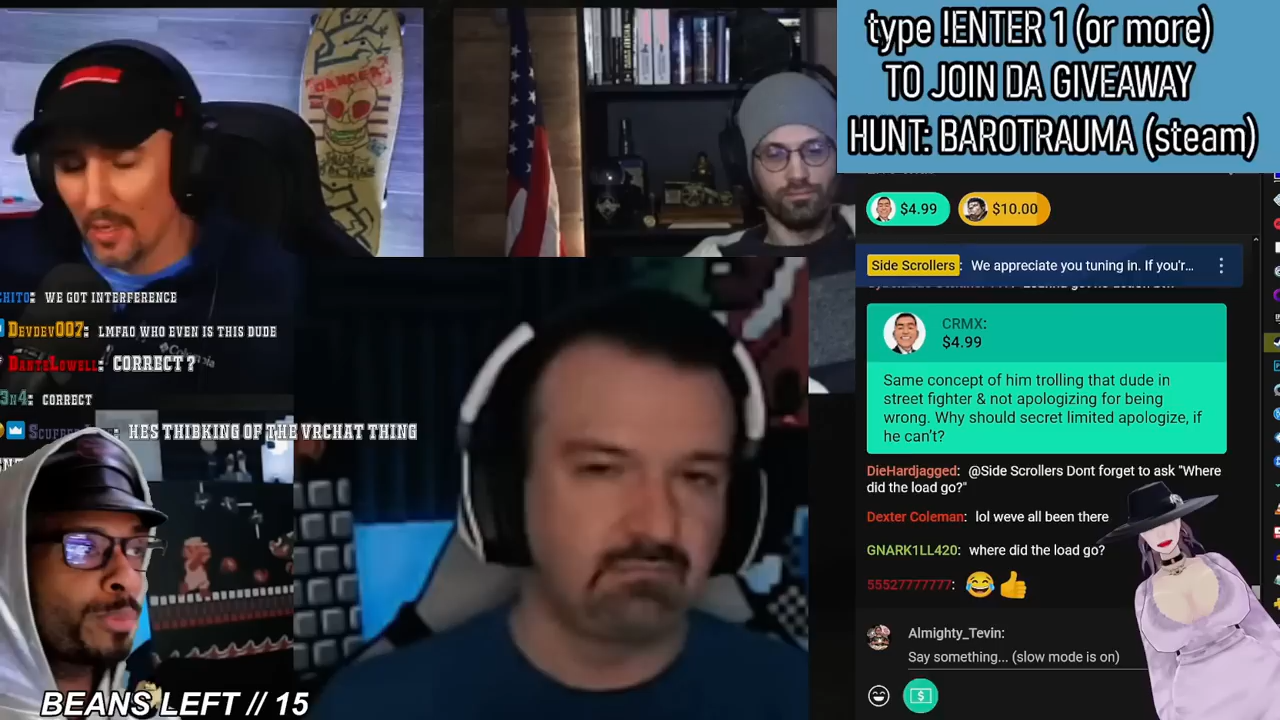 type !ENTER 1 (or more)
TO JOIN DA GIVEAWAY
HUNT: BAROTRAUMA (steam)
DANGER
$4.99
$10.00
Side Scrollers: We appreciate you tuning in. If you'r...
CRMX:
$4.99
Same concept of him trolling that dude in
street fighter & not apologizing for being
wrong. Why should secret limited apologize, if
he can't?
DieHardjagged: @Side Scrollers Dont forget to ask "Where
did the load go?"
Dexter Coleman: lol weve all been there
GNARK1LL420: where did the load go?
55527777777: 😂👍
Almighty_Tevin:
Say something... (slow mode is on)
WE GOT INTERFERENCE
DEVDEV007: LMFAO WHO EVEN IS THIS DUDE
Columbia
DANTELOWELL: CORRECT?
CORRECT
HES THIBKING OF THE VRCHAT THING
BEANS LEFT // 15